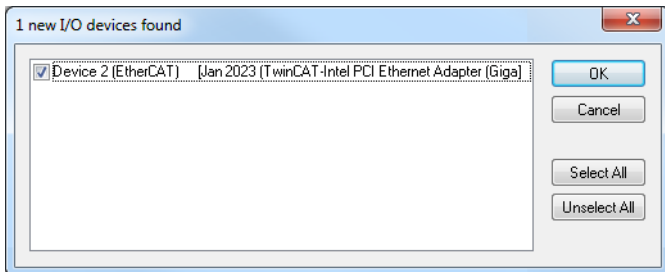 1 new I/O devices found
Device 2 (EtherCAT) [Jan 2023 (TwinCAT-Intel PCI Ethernet Adapter (Giga]
OK
Cancel
Select All
Unselect All